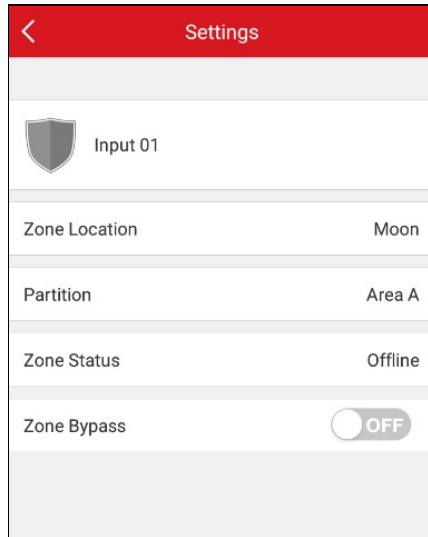 Settings
Input 01
Zone Location Moon
Partition Area A
Zone Status Offline
Zone Bypass OFF